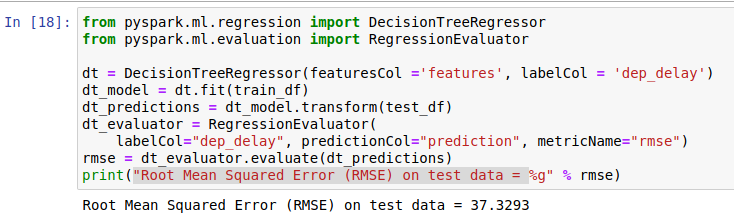 In [18]: from pyspark.ml.regression import DecisionTreeRegressor
from pyspark.ml.evaluation import RegressionEvaluator

dt = DecisionTreeRegressor(featuresCol ='features', labelCol = 'dep_delay')
dt_model = dt.fit(train_df)
dt_predictions = dt_model.transform(test_df)
dt_evaluator = RegressionEvaluator(
    labelCol="dep_delay", predictionCol="prediction", metricName="rmse")
rmse = dt_evaluator.evaluate(dt_predictions)
print("Root Mean Squared Error (RMSE) on test data = %g" % rmse)
Root Mean Squared Error (RMSE) on test data = 37.3293